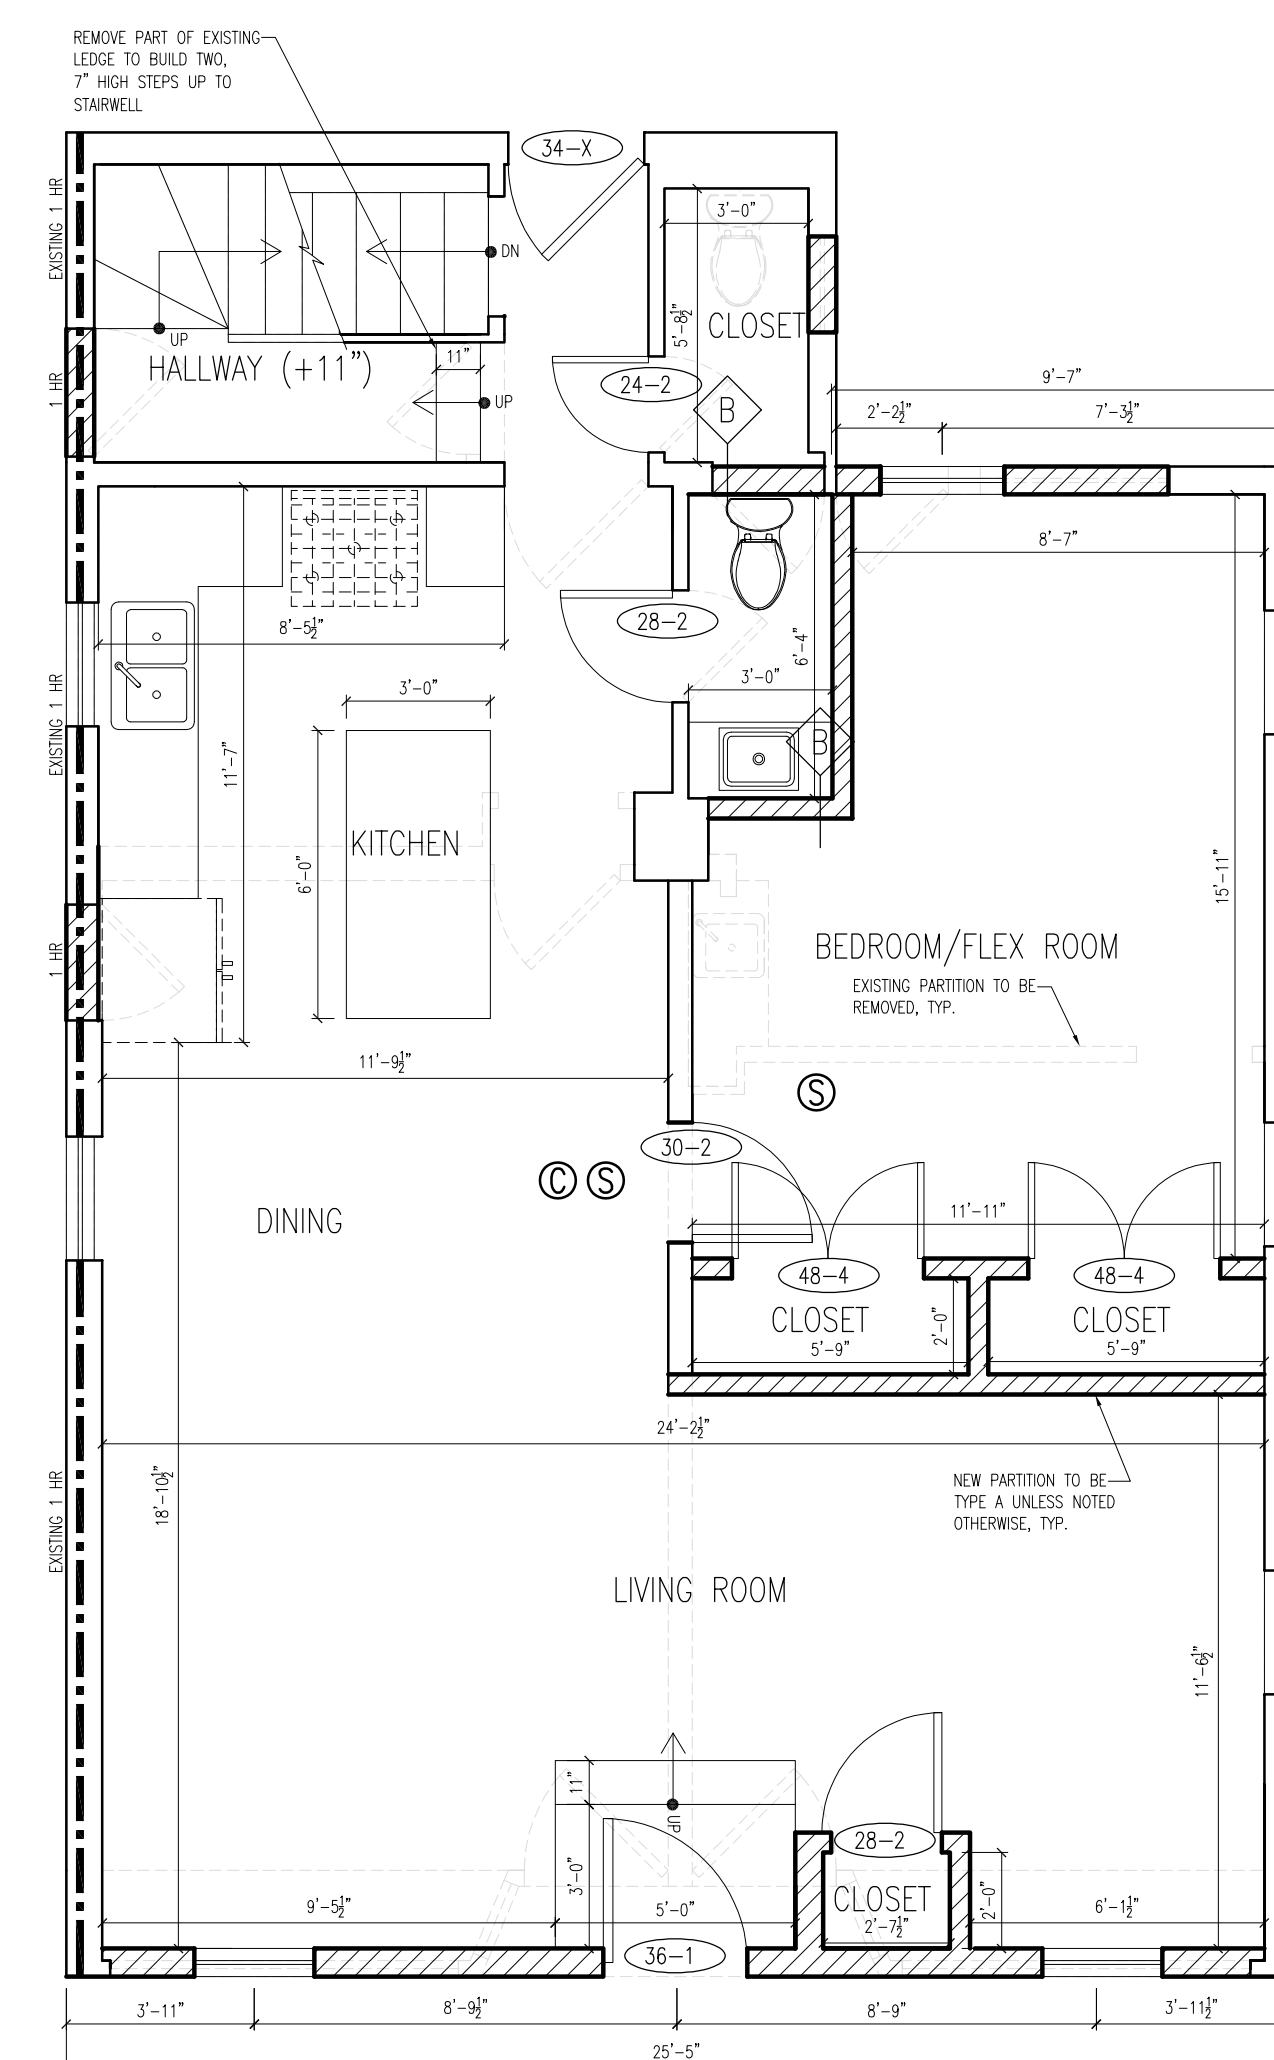 REMOVE PART OF EXISTING
LEDGE TO BUILD TWO,
7" HIGH STEPS UP TO
STAIRWELL
EXISTING 1 HR
34-X
3'-0"
DN
5'-8½"
CLOSET
UP
HALLWAY (+11")
11"
UP
1 HR
24-2
B
9'-7"
2'-2½"
7'-3½"
8'-7"
8'-5½"
28-2
6'-4"
3'-0"
3'-0"
EXISTING 1 HR
11'-7"
B
KITCHEN
6'-0"
15'-11"
BEDROOM/FLEX ROOM
1 HR
EXISTING PARTITION TO BE
REMOVED, TYP.
11'-9½"
S
30-2
C S
DINING
11'-11"
48-4
48-4
CLOSET
CLOSET
2'-0"
5'-9"
5'-9"
24'-2½"
18'-10½"
EXISTING 1 HR
NEW PARTITION TO BE
TYPE A UNLESS NOTED
OTHERWISE, TYP.
LIVING ROOM
11'-6½"
11"
UP
28-2
3'-0"
CLOSET
2'-0"
9'-5½"
5'-0"
2'-7½"
6'-1½"
36-1
3'-11"
8'-9½"
8'-9"
3'-11½"
25'-5"